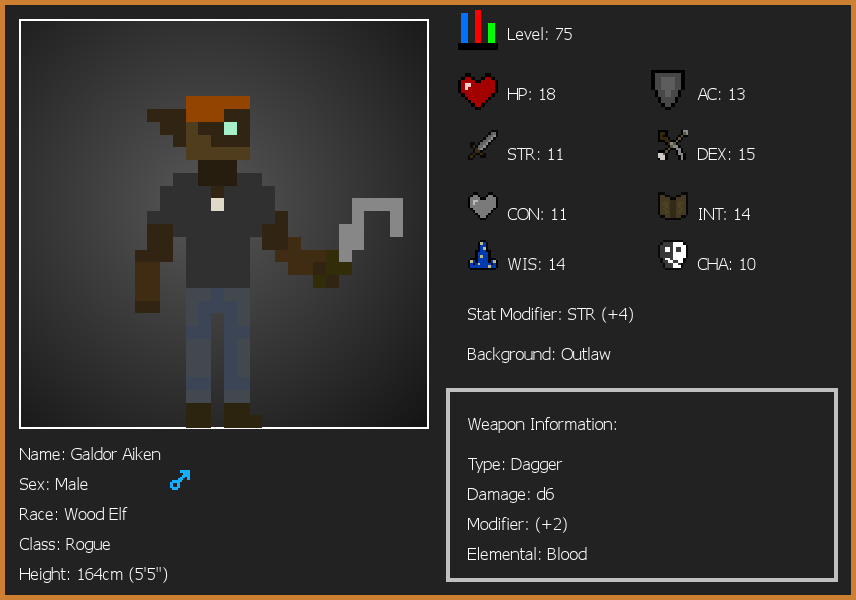 Level: 75
HP: 18
AC: 13
STR: 11
DEX: 15
CON: 11
INT: 14
WIS: 14
CHA: 10
Stat Modifier: STR (+4)
Background: Outlaw
Weapon Information:
Type: Dagger
Damage: d6
Modifier: (+2)
Elemental: Blood
Name: Galdor Aiken
Sex: Male
Race: Wood Elf
Class: Rogue
Height: 164cm (5'5")